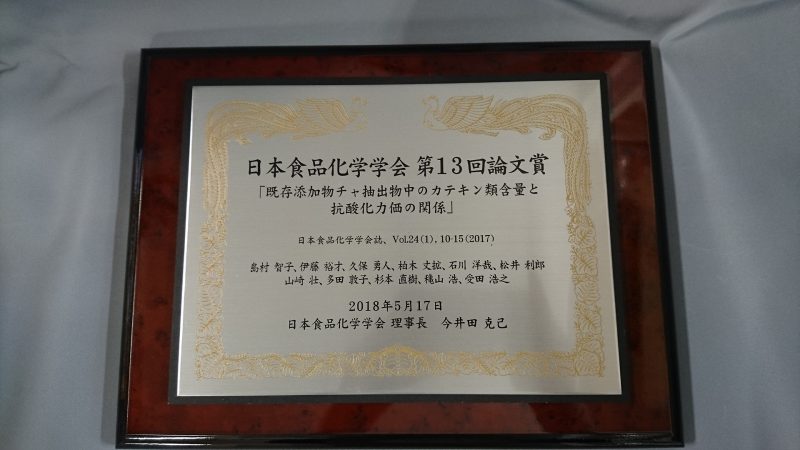 日本食品化学学会 第13回論文賞
「既存添加物チャ抽出物中のカテキン類含量と
抗酸化力価の関係」
日本食品化学学会誌、Vol.24(1), 10-15(2017)
島村 智子、伊藤 裕才、久保 勇人、柏木 丈拡、石川 洋哉、松井 利郎
山﨑 壮、多田 敦子、杉本 直樹、穐山 浩、受田 浩之
2018年5月17日
日本食品化学学会 理事長 今井田 克己